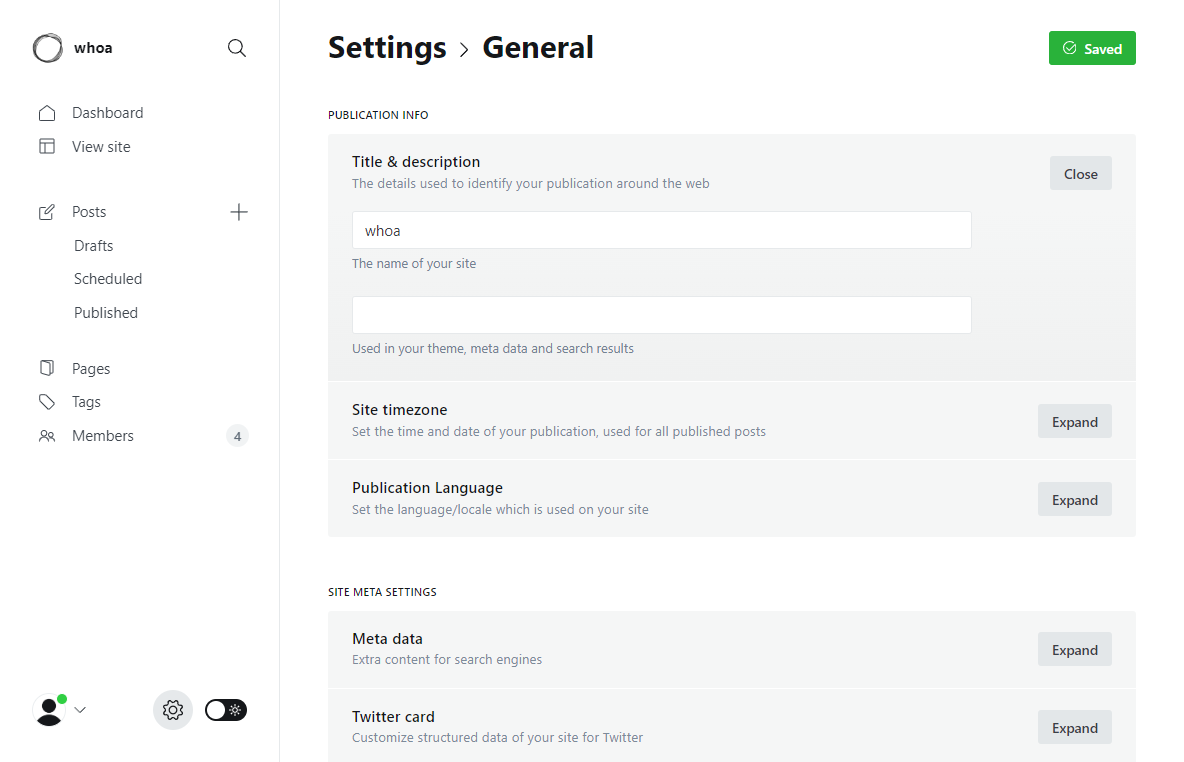 whoa
Dashboard
View site
Posts
Drafts
Scheduled
Published
Pages
Tags
Members 4
Settings > General
Saved
PUBLICATION INFO
Title & description
The details used to identify your publication around the web
Close
whoa
The name of your site
Used in your theme, meta data and search results
Site timezone
Set the time and date of your publication, used for all published posts
Expand
Publication Language
Set the language/locale which is used on your site
Expand
SITE META SETTINGS
Meta data
Extra content for search engines
Expand
Twitter card
Customize structured data of your site for Twitter
Expand